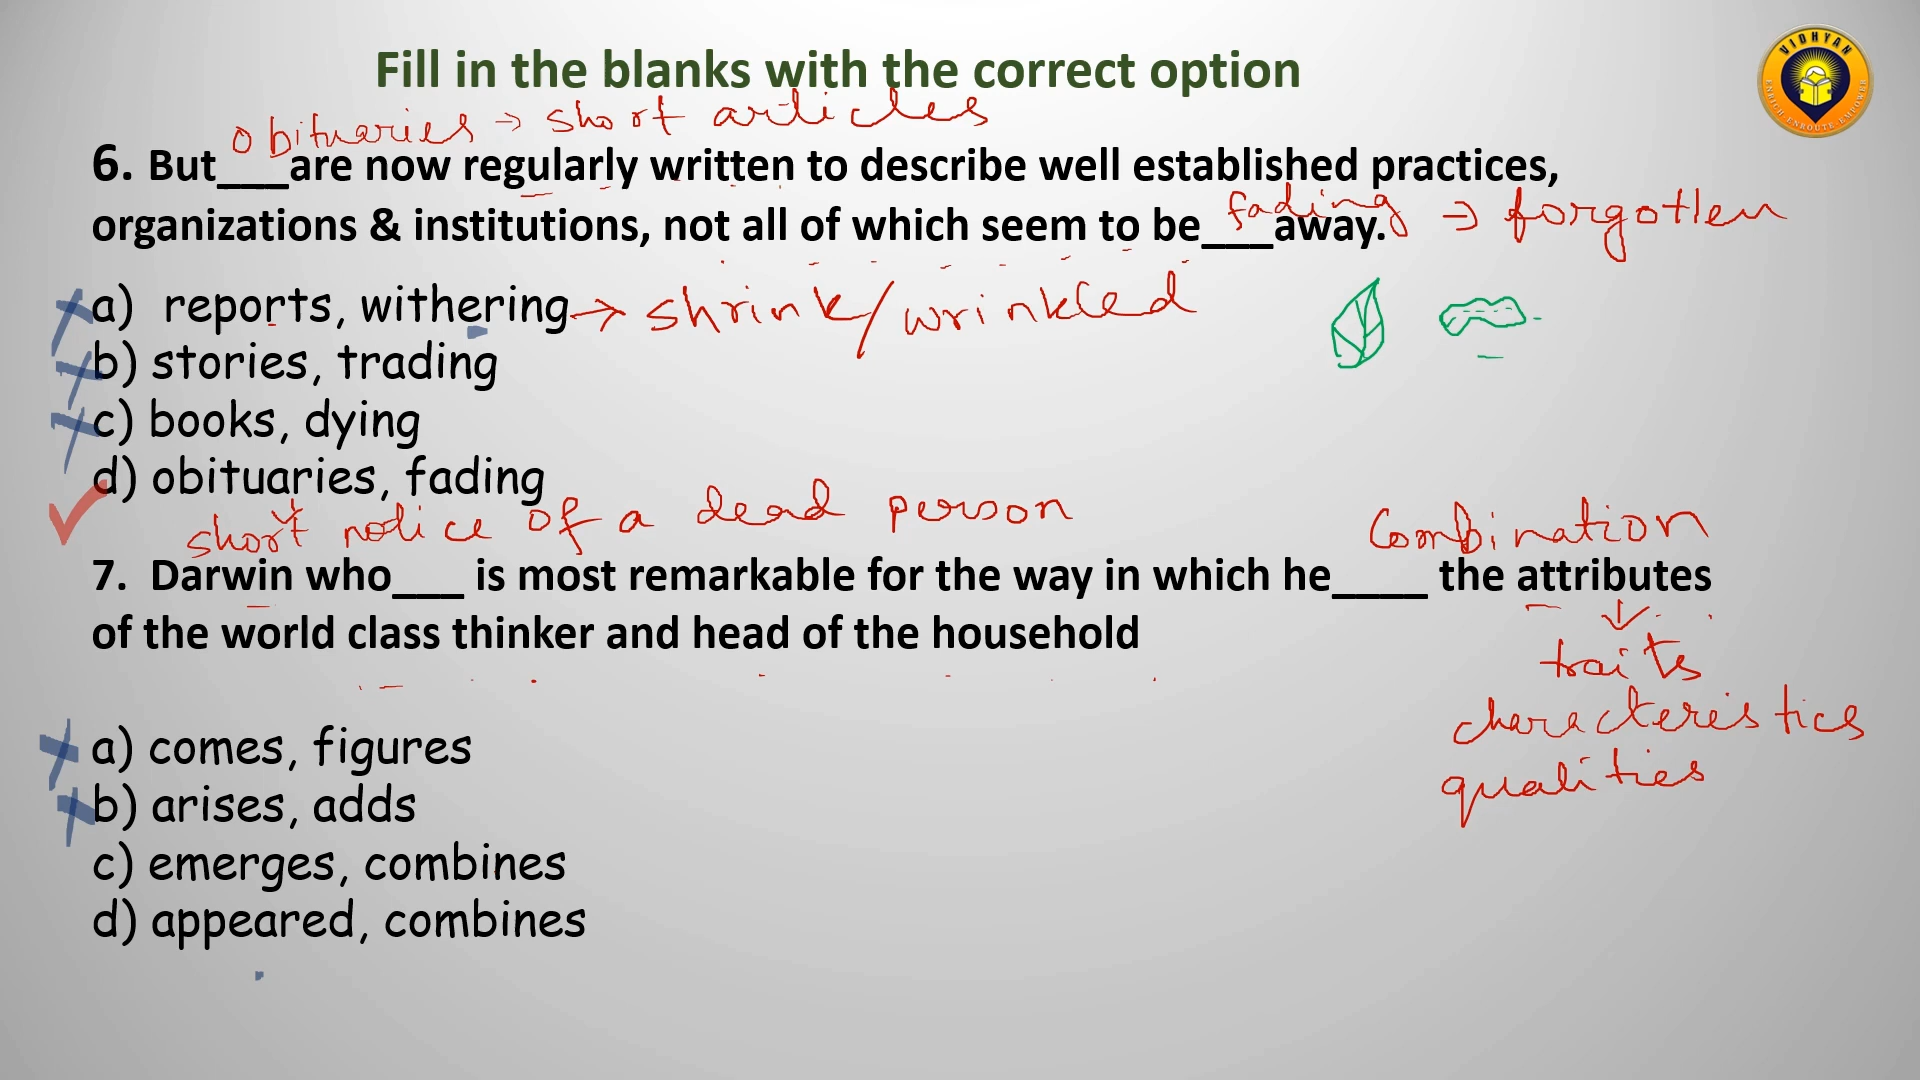 Fill in the blanks with the correct option
VIDHYAN
ENRICH. ENROUTE. EMPOWER
obituaries → short articles
6. But___are now regularly written to describe well established practices,
fading → forgotten
organizations & institutions, not all of which seem to be___away.
a) reports, withering → shrink/wrinkled
b) stories, trading
c) books, dying
d) obituaries, fading
short notice of a dead person
Combination
7. Darwin who___ is most remarkable for the way in which he____ the attributes
of the world class thinker and head of the household
traits
characteristics
qualities
a) comes, figures
b) arises, adds
c) emerges, combines
d) appeared, combines